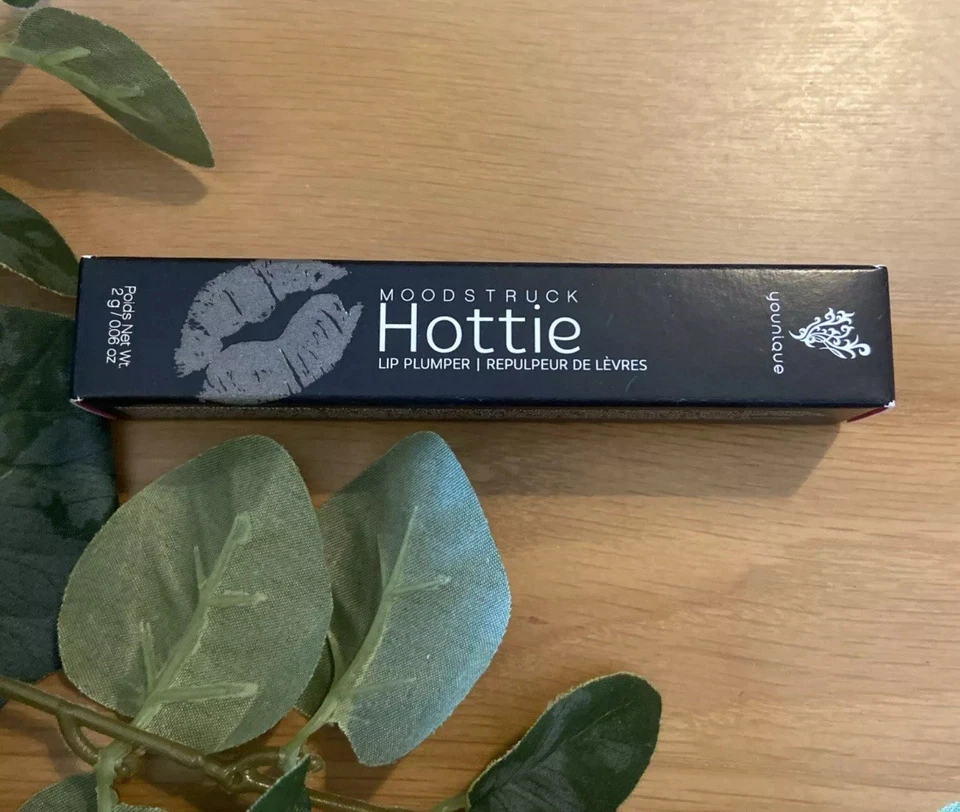 MOODSTRUCK
Hottie
LIP PLUMPER | REPULPEUR DE LÈVRES
Poids Net Wt.
2 g / 0.06 oz
younique